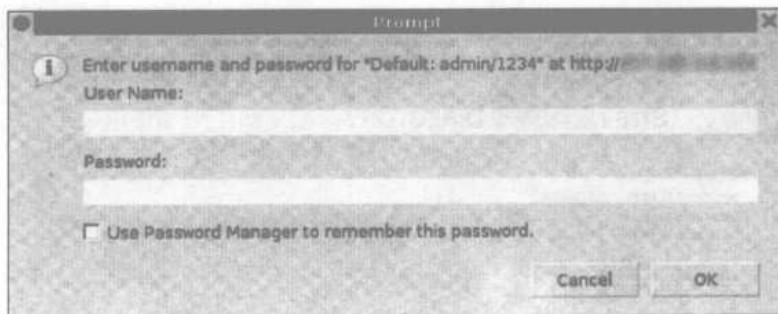 Prompt
Enter username and password for "Default: admin/1234" at http://
User Name:
Password:
Use Password Manager to remember this password.
Cancel
OK